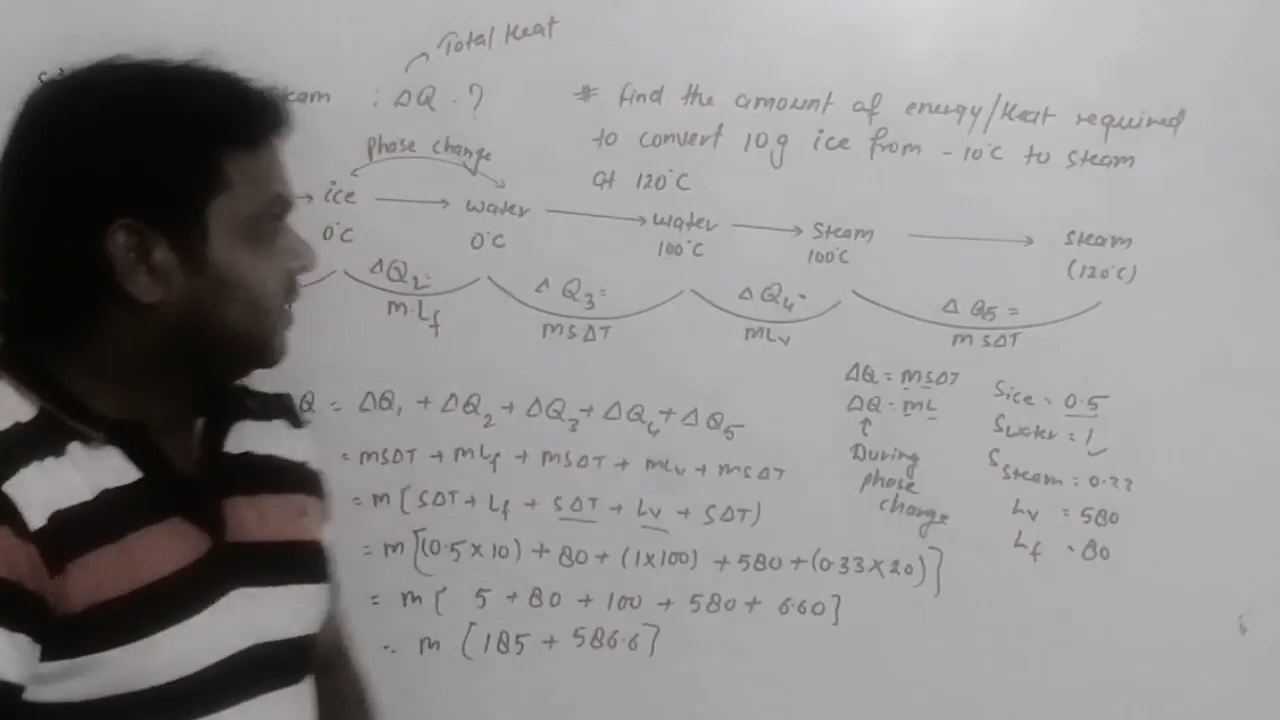 Total Heat
: ΔQ . ?
# find the amount of energy/Heat required
to convert 10g ice from -10°C to steam
at 120°C
phase change
→ ice → water → water → steam → steam
0°C 0°C 100°C 100°C (120°C)
ΔQ2= ΔQ3= ΔQ4= ΔQ5=
m.Lf msΔT mLv msΔT
Q = ΔQ1 + ΔQ2 + ΔQ3 + ΔQ4 + ΔQ5
= msΔT + mLf + msΔT + mLv + msΔT
= m[SΔT + Lf + SΔT + Lv + SΔT)
= m[(0.5×10) + 80 + (1×100) + 580 + (0.33×20)]
= m[ 5 + 80 + 100 + 580 + 6.60]
m [185 + 586.6]
ΔQ = msΔT
ΔQ = mL
↑
During
phase
change
Sice = 0.5
Swater = 1
Ssteam =
Lv = 580
Lf = 80